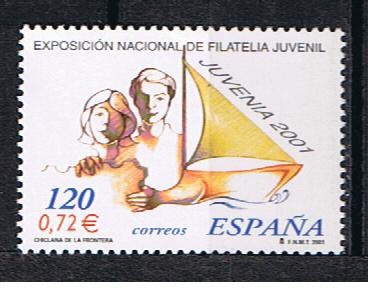 EXPOSICIÓN NACIONAL DE FILATELIA JUVENIL
JUVENIA 2001
120
0,72 €
correos
ESPAÑA
CHICLANA DE LA FRONTERA
F.N.M.T. 2001